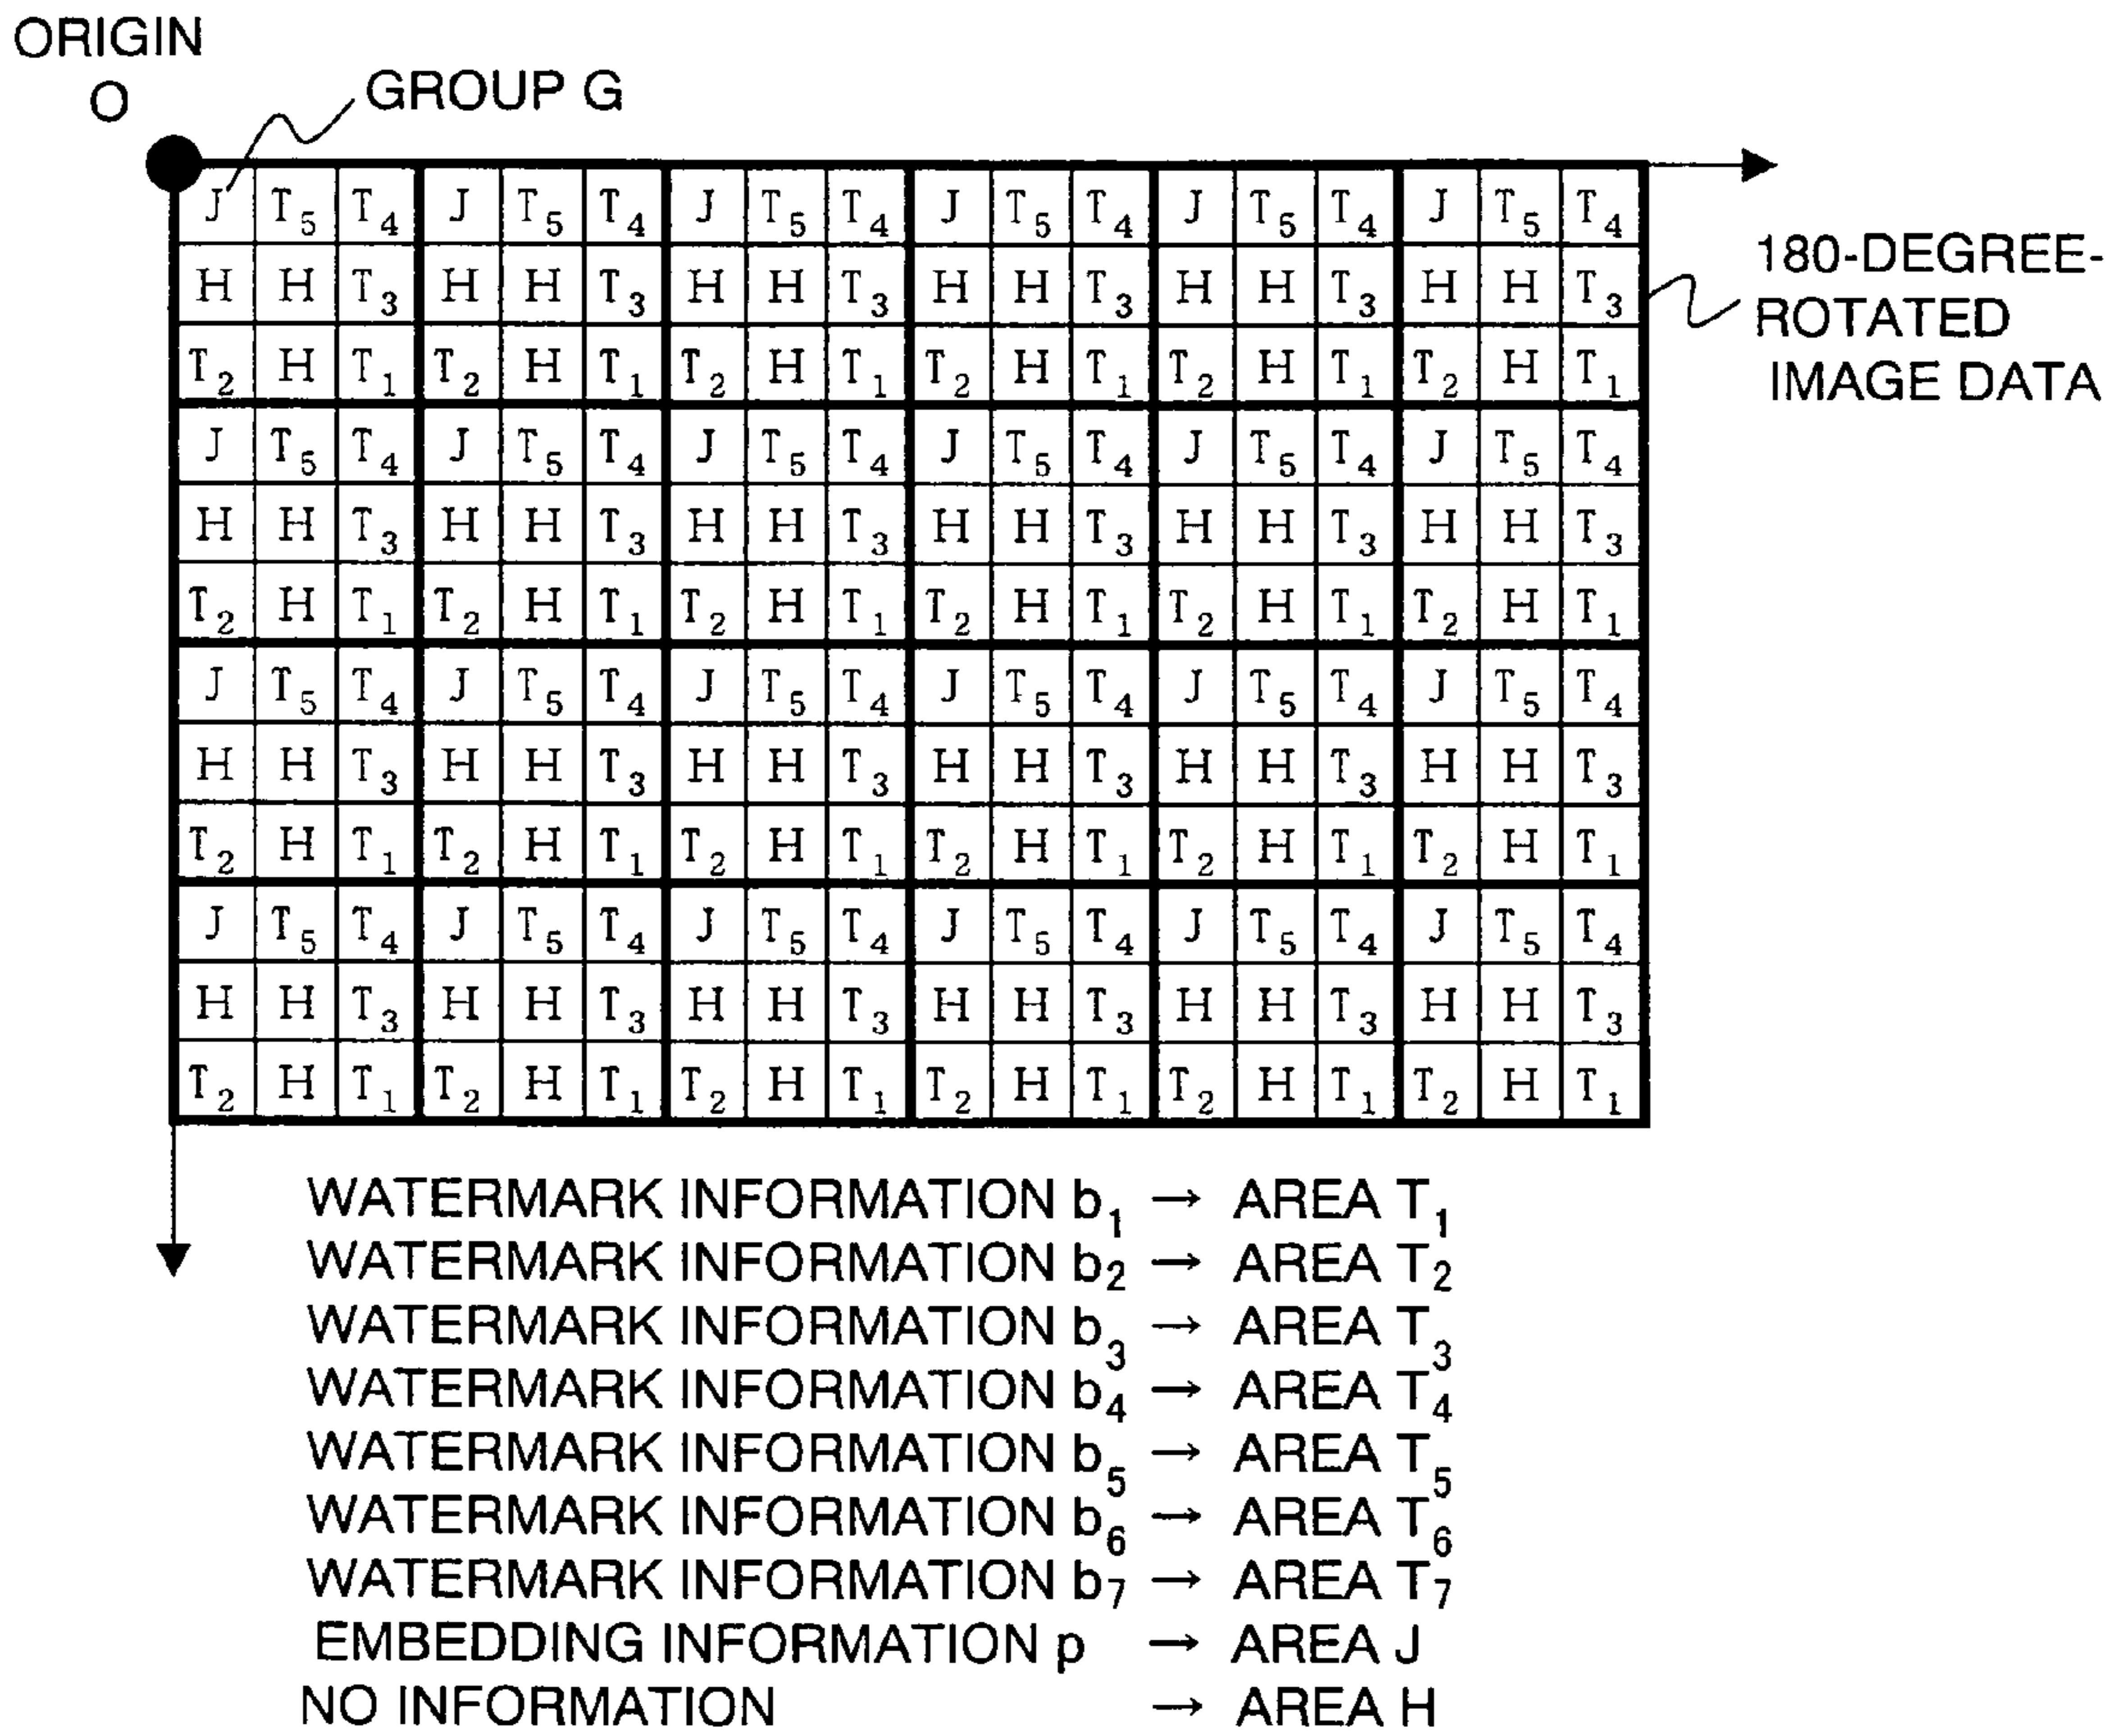 ORIGIN
O
GROUP G
J T5 T4 J T5 T4 J T5 T4 J T5 T4 J T5 T4 J T5 T4
H H T3 H H T3 H H T3 H H T3 H H T3 H H T3
T2 H T1 T2 H T1 T2 H T1 T2 H T1 T2 H T1 T2 H T1
J T5 T4 J T5 T4 J T5 T4 J T5 T4 J T5 T4 J T5 T4
H H T3 H H T3 H H T3 H H T3 H H T3 H H T3
T2 H T1 T2 H T1 T2 H T1 T2 H T1 T2 H T1 T2 H T1
J T5 T4 J T5 T4 J T5 T4 J T5 T4 J T5 T4 J T5 T4
H H T3 H H T3 H H T3 H H T3 H H T3 H H T3
T2 H T1 T2 H T1 T2 H T1 T2 H T1 T2 H T1 T2 H T1
J T5 T4 J T5 T4 J T5 T4 J T5 T4 J T5 T4 J T5 T4
H H T3 H H T3 H H T3 H H T3 H H T3 H H T3
T2 H T1 T2 H T1 T2 H T1 T2 H T1 T2 H T1 T2 H T1
180-DEGREE-
ROTATED
IMAGE DATA
WATERMARK INFORMATION b1 → AREA T1
WATERMARK INFORMATION b2 → AREA T2
WATERMARK INFORMATION b3 → AREA T3
WATERMARK INFORMATION b4 → AREA T4
WATERMARK INFORMATION b5 → AREA T5
WATERMARK INFORMATION b6 → AREA T6
WATERMARK INFORMATION b7 → AREA T7
EMBEDDING INFORMATION p → AREA J
NO INFORMATION → AREA H